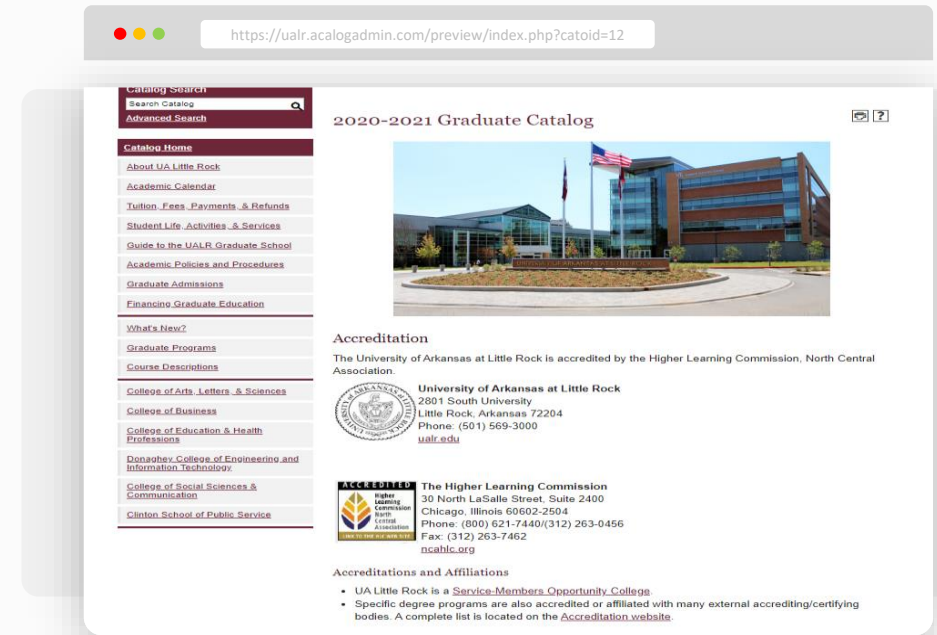 https://ualr.acalogadmin.com/preview/index.php?catoid=12
Catalog Search
Search Catalog
Advanced Search
Catalog Home
About UA Little Rock
Academic Calendar
Tuition, Fees, Payments, & Refunds
Student Life, Activities, & Services
Guide to the UALR Graduate School
Academic Policies and Procedures
Graduate Admissions
Financing Graduate Education
What's New?
Graduate Programs
Course Descriptions
College of Arts, Letters, & Sciences
College of Business
College of Education & Health
Professions
Donaghey College of Engineering and
Information Technology
College of Social Sciences &
Communication
Clinton School of Public Service
2020-2021 Graduate Catalog
?
UNIVERSITY OF ARKANSAS AT LITTLE ROCK
Accreditation
The University of Arkansas at Little Rock is accredited by the Higher Learning Commission, North Central
Association.
University of Arkansas at Little Rock
2801 South University
Little Rock, Arkansas 72204
Phone: (501) 569-3000
ualr.edu
ACCREDITED
Higher
Learning
Commission
North
Central
Association
The Higher Learning Commission
30 North LaSalle Street, Suite 2400
Chicago, Illinois 60602-2504
Phone: (800) 621-7440/(312) 263-0456
Fax: (312) 263-7462
ncahlc.org
Accreditations and Affiliations
• UA Little Rock is a Service-Members Opportunity College.
• Specific degree programs are also accredited or affiliated with many external accrediting/certifying
bodies. A complete list is located on the Accreditation website.